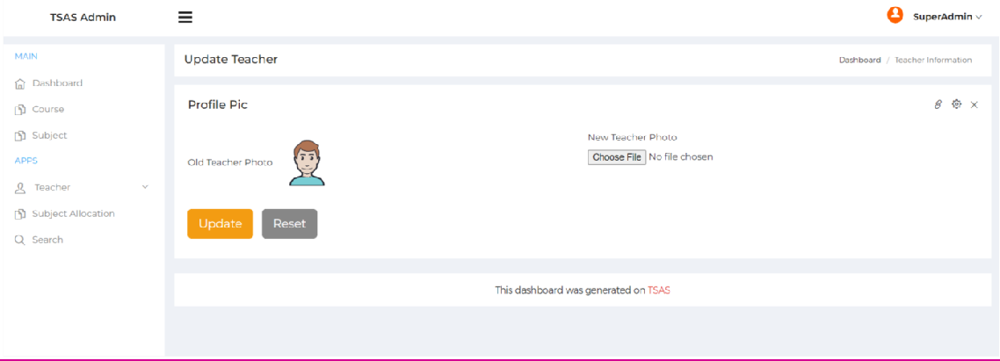 TSAS Admin
SuperAdmin
MAIN
Dashboard
Course
Subject
APPS
Teacher
Subject Allocation
Search
Update Teacher
Dashboard / Teacher Information
Profile Pic
Old Teacher Photo
New Teacher Photo
Choose File No file chosen
Update Reset
This dashboard was generated on TSAS